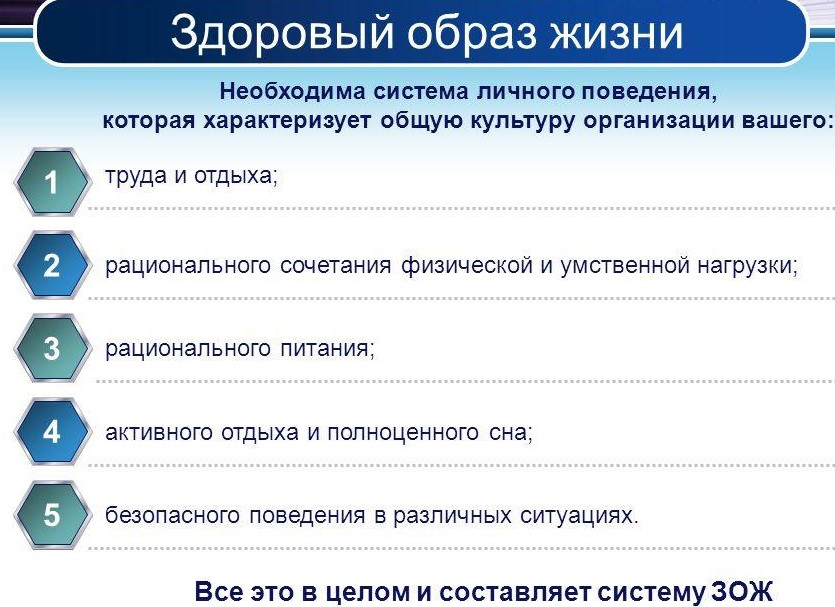 Здоровый образ жизни
Необходима система личного поведения,
которая характеризует общую культуру организации вашего:
1 труда и отдыха;
2 рационального сочетания физической и умственной нагрузки;
3 рационального питания;
4 активного отдыха и полноценного сна;
5 безопасного поведения в различных ситуациях.
Все это в целом и составляет систему ЗОЖ